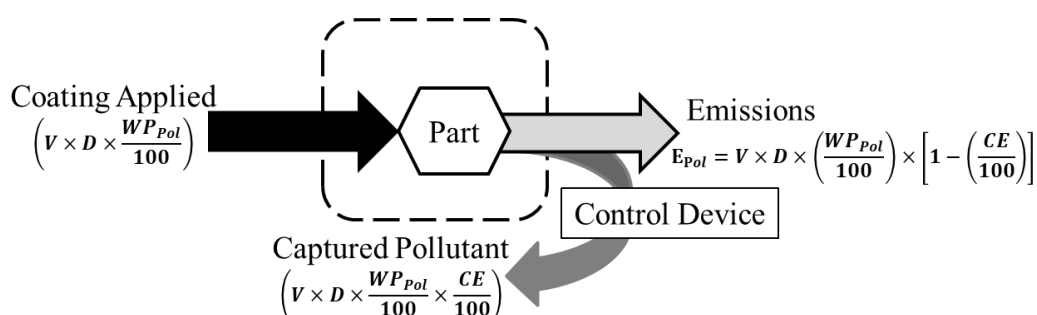 Coating Applied
(V × D × WP_Pol/100)
Part
Emissions
E_Pol = V × D × (WP_Pol/100) × [1 − (CE/100)]
Control Device
Captured Pollutant
(V × D × WP_Pol/100 × CE/100)